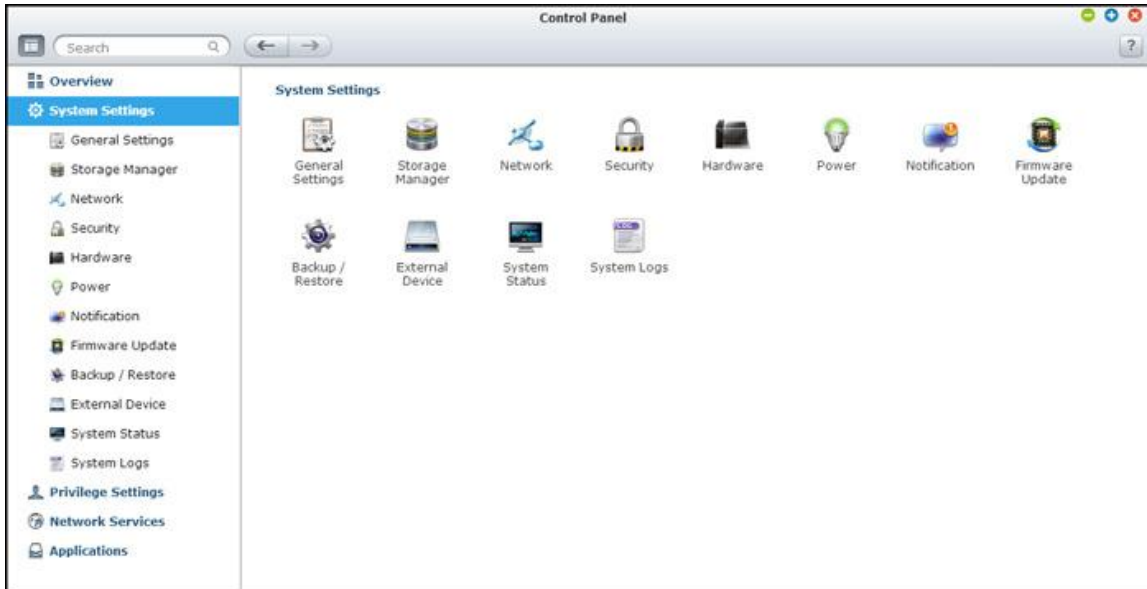 Control Panel
Search
?
Overview
System Settings
General Settings
Storage Manager
Network
Security
Hardware
Power
Notification
Firmware Update
Backup / Restore
External Device
System Status
System Logs
Privilege Settings
Network Services
Applications
System Settings
General
Settings
Storage
Manager
Network
Security
Hardware
Power
Notification
Firmware
Update
Backup /
Restore
External
Device
System
Status
LOG
System Logs